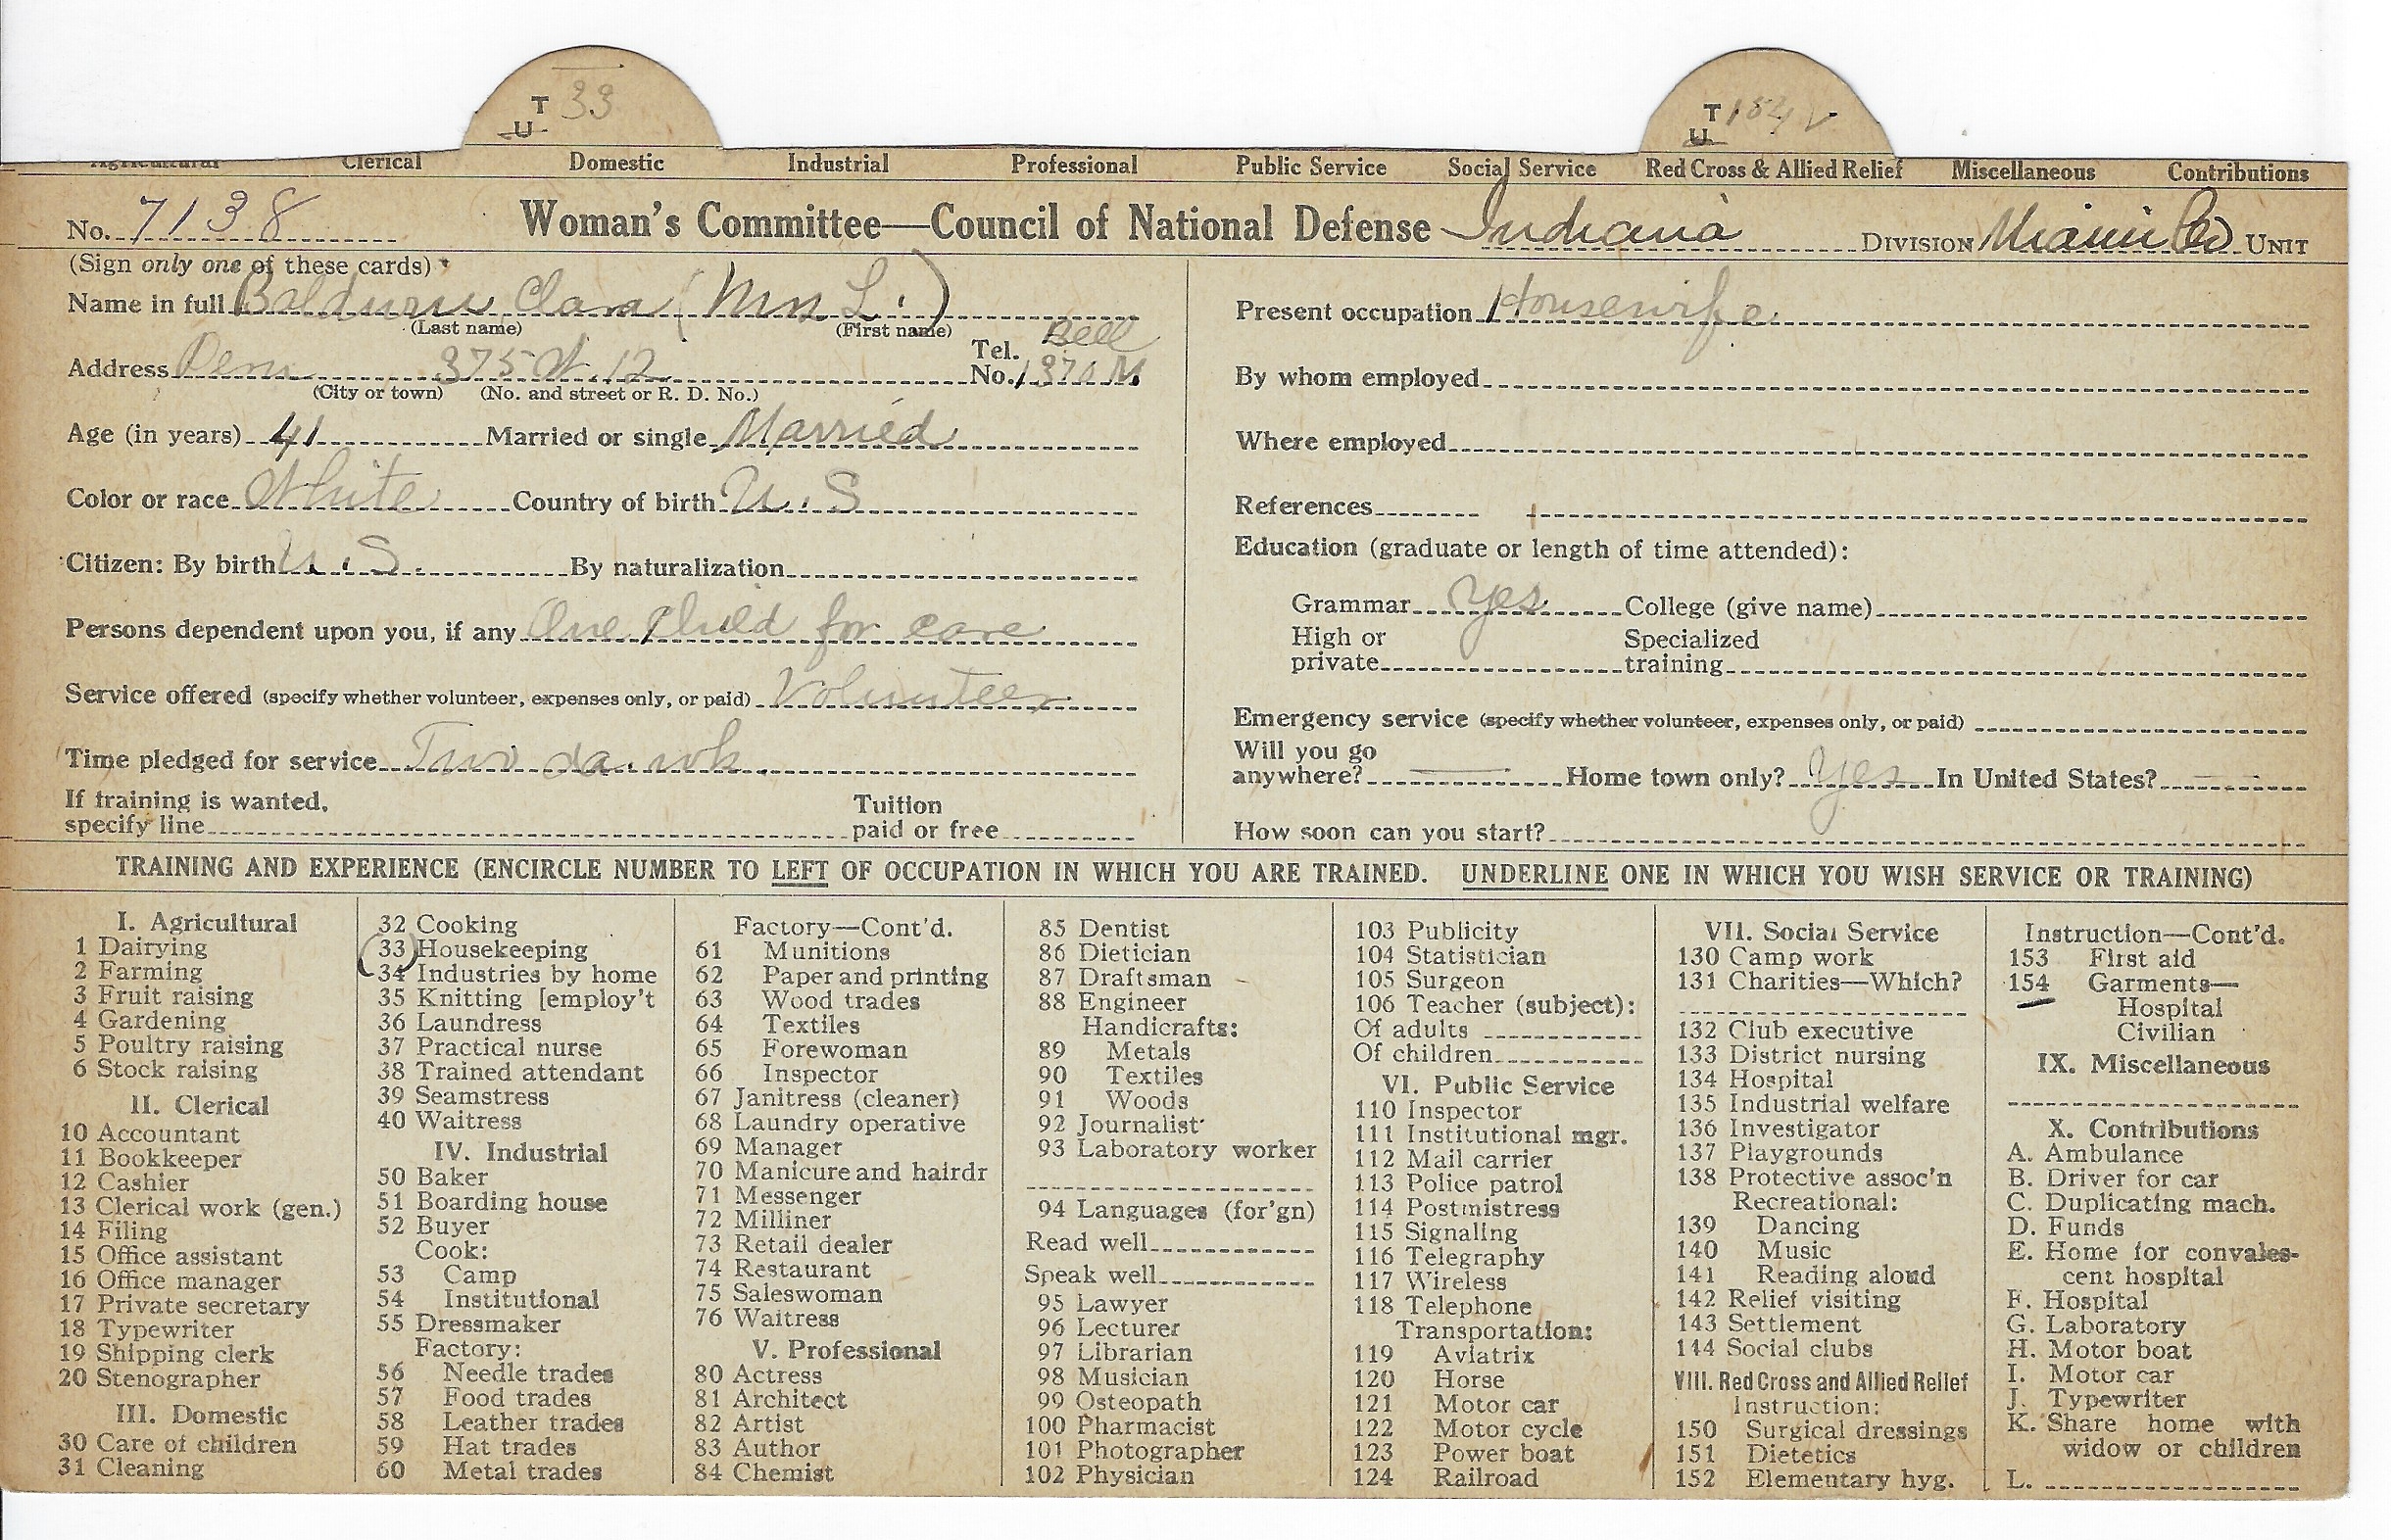 T 33
U
T 154 V
U
Agricultural Clerical Domestic Industrial Professional Public Service Social Service Red Cross & Allied Relief Miscellaneous Contributions
No. 7138 Woman's Committee—Council of National Defense Indiana DIVISION Miami Co UNIT
(Sign only one of these cards)
Name in full Baldwin Clara (Mrs L.)
(Last name) (First name)
Address Peru 375 W. 12 Tel. No. Bell 1370 M
(City or town) (No. and street or R. D. No.)
Age (in years) 41 Married or single Married
Color or race White Country of birth U.S
Citizen: By birth U.S. By naturalization
Persons dependent upon you, if any One child for care
Service offered (specify whether volunteer, expenses only, or paid) Volunteer
Time pledged for service Two da. wk.
If training is wanted, specify line Tuition paid or free
Present occupation Housewife
By whom employed
Where employed
References
Education (graduate or length of time attended):
Grammar Yes College (give name)
High or private Specialized training
Emergency service (specify whether volunteer, expenses only, or paid)
Will you go anywhere? — Home town only? Yes In United States? —
How soon can you start?
TRAINING AND EXPERIENCE (ENCIRCLE NUMBER TO LEFT OF OCCUPATION IN WHICH YOU ARE TRAINED. UNDERLINE ONE IN WHICH YOU WISH SERVICE OR TRAINING)
I. Agricultural
1 Dairying
2 Farming
3 Fruit raising
4 Gardening
5 Poultry raising
6 Stock raising
II. Clerical
10 Accountant
11 Bookkeeper
12 Cashier
13 Clerical work (gen.)
14 Filing
15 Office assistant
16 Office manager
17 Private secretary
18 Typewriter
19 Shipping clerk
20 Stenographer
III. Domestic
30 Care of children
31 Cleaning
32 Cooking
33 Housekeeping
34 Industries by home
35 Knitting [employ't
36 Laundress
37 Practical nurse
38 Trained attendant
39 Seamstress
40 Waitress
IV. Industrial
50 Baker
51 Boarding house
52 Buyer
Cook:
53 Camp
54 Institutional
55 Dressmaker
Factory:
56 Needle trades
57 Food trades
58 Leather trades
59 Hat trades
60 Metal trades
Factory—Cont'd.
61 Munitions
62 Paper and printing
63 Wood trades
64 Textiles
65 Forewoman
66 Inspector
67 Janitress (cleaner)
68 Laundry operative
69 Manager
70 Manicure and hairdr
71 Messenger
72 Milliner
73 Retail dealer
74 Restaurant
75 Saleswoman
76 Waitress
V. Professional
80 Actress
81 Architect
82 Artist
83 Author
84 Chemist
85 Dentist
86 Dietician
87 Draftsman
88 Engineer
Handicrafts:
89 Metals
90 Textiles
91 Woods
92 Journalist
93 Laboratory worker
94 Languages (for'gn)
Read well
Speak well
95 Lawyer
96 Lecturer
97 Librarian
98 Musician
99 Osteopath
100 Pharmacist
101 Photographer
102 Physician
103 Publicity
104 Statistician
105 Surgeon
106 Teacher (subject):
Of adults
Of children
VI. Public Service
110 Inspector
111 Institutional mgr.
112 Mail carrier
113 Police patrol
114 Postmistress
115 Signaling
116 Telegraphy
117 Wireless
118 Telephone
Transportation:
119 Aviatrix
120 Horse
121 Motor car
122 Motor cycle
123 Power boat
124 Railroad
VII. Social Service
130 Camp work
131 Charities—Which?
132 Club executive
133 District nursing
134 Hospital
135 Industrial welfare
136 Investigator
137 Playgrounds
138 Protective assoc'n
Recreational:
139 Dancing
140 Music
141 Reading aloud
142 Relief visiting
143 Settlement
144 Social clubs
VIII. Red Cross and Allied Relief
Instruction:
150 Surgical dressings
151 Dietetics
152 Elementary hyg.
Instruction—Cont'd.
153 First aid
154 Garments—
Hospital
Civilian
IX. Miscellaneous
X. Contributions
A. Ambulance
B. Driver for car
C. Duplicating mach.
D. Funds
E. Home for convales-
cent hospital
F. Hospital
G. Laboratory
H. Motor boat
I. Motor car
J. Typewriter
K. Share home with
widow or children
L.